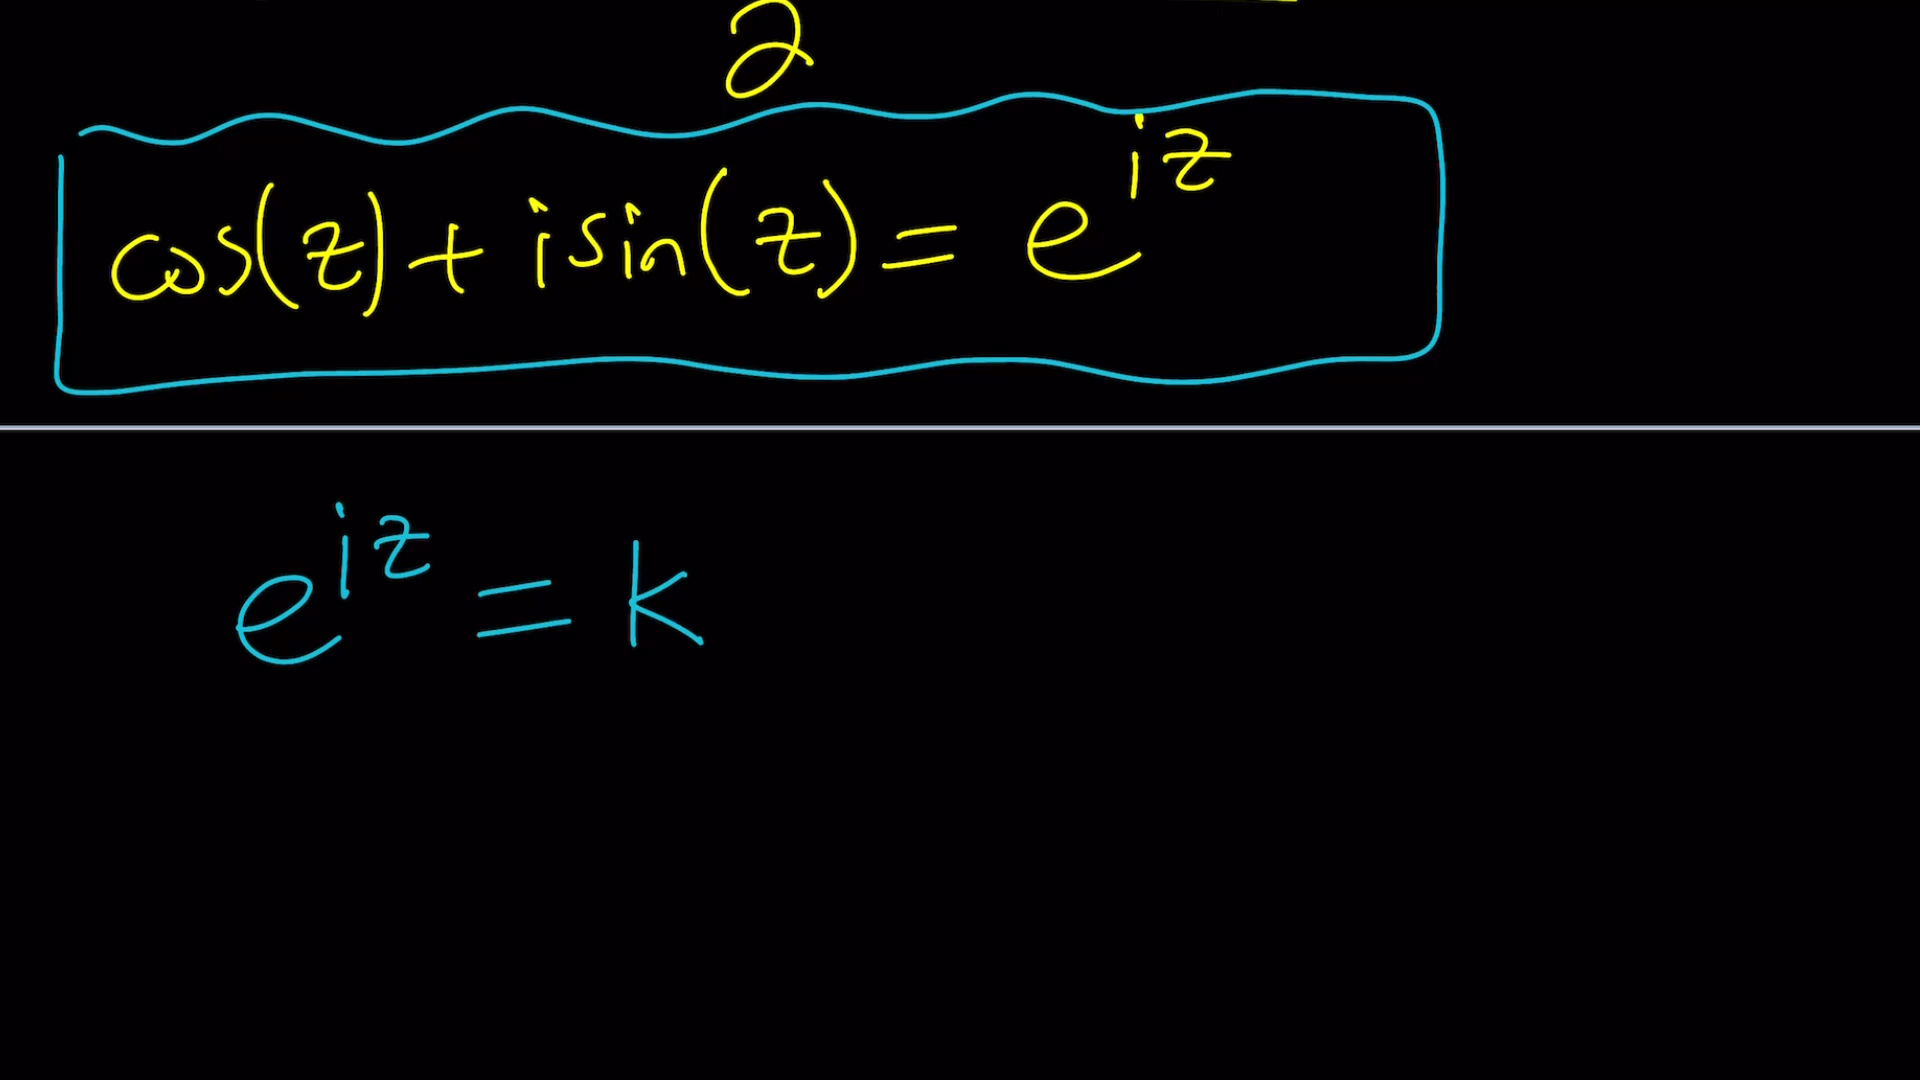 2
cos(z) + isin(z) = e^{iz}
e^{iz} = k